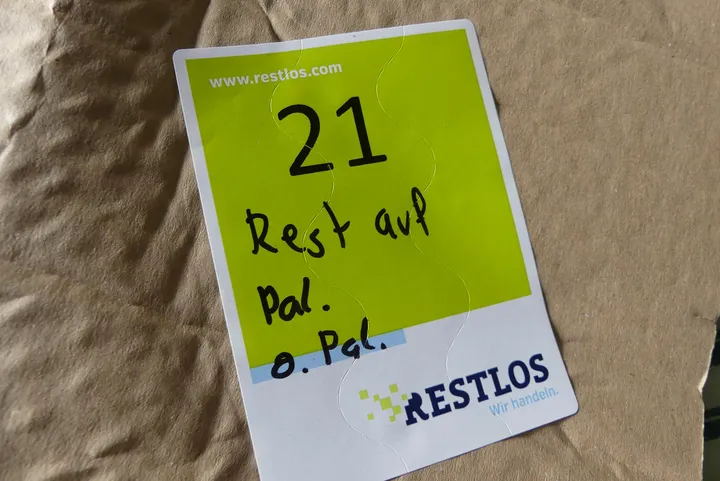 www.restlos.com
21
Rest auf
Pal.
o. Pal.
RESTLOS
Wir handeln.